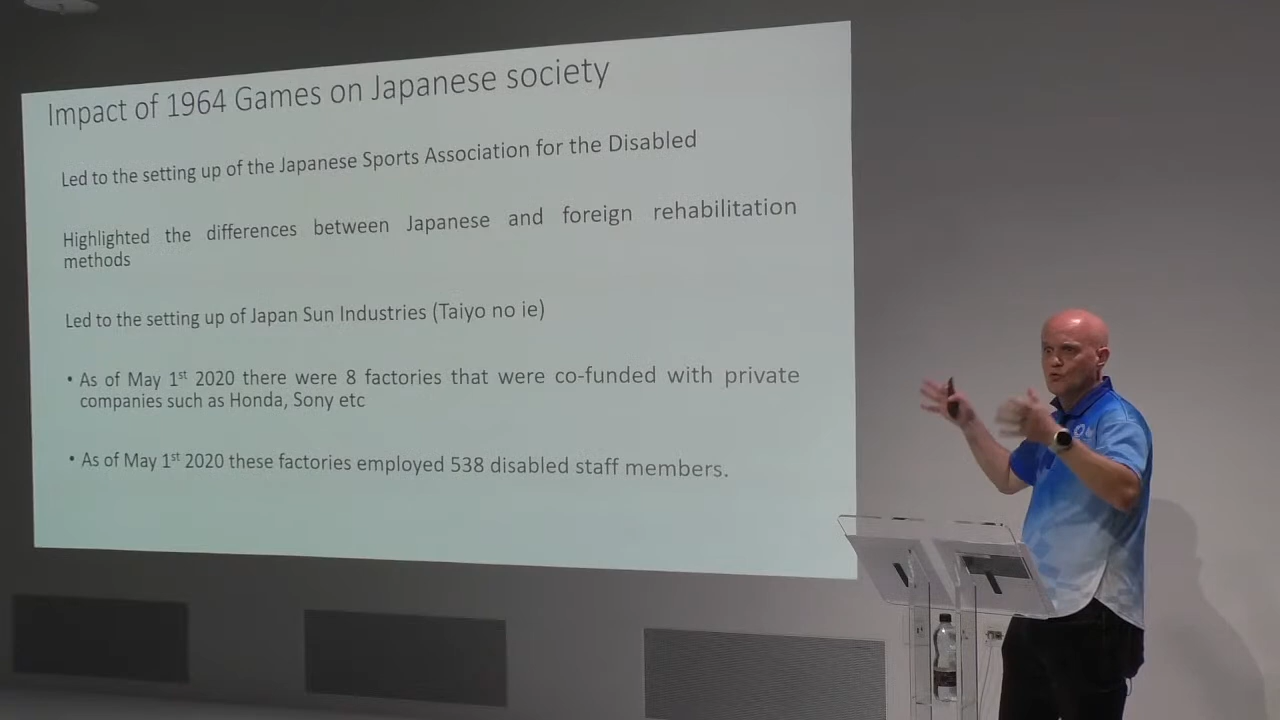 Impact of 1964 Games on Japanese society
Led to the setting up of the Japanese Sports Association for the Disabled
Highlighted the differences between Japanese and foreign rehabilitation
methods
Led to the setting up of Japan Sun Industries (Taiyo no ie)
• As of May 1st 2020 there were 8 factories that were co-funded with private
companies such as Honda, Sony etc
• As of May 1st 2020 these factories employed 538 disabled staff members.